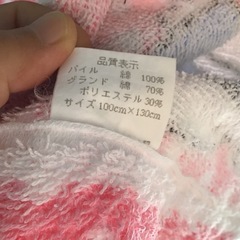 品質表示
パイル 綿 100%
グランド 綿 70%
ポリエステル 30%
サイズ 100cm×130cm